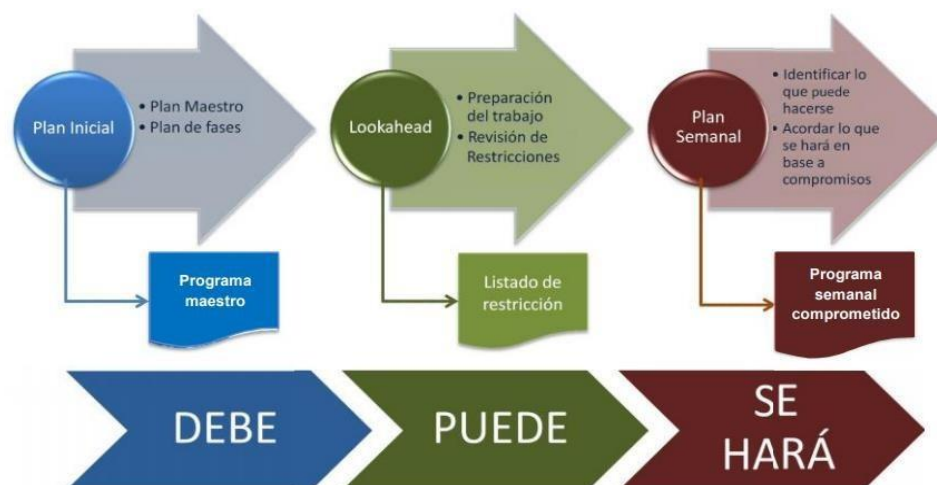 Plan Inicial
• Plan Maestro
• Plan de fases
Programa
maestro
Lookahead
• Preparación
del trabajo
• Revisión de
Restricciones
Listado de
restricción
Plan
Semanal
• Identificar lo
que puede
hacerse
• Acordar lo que
se hará en
base a
compromisos
Programa
semanal
comprometido
DEBE
PUEDE
SE
HARÁ